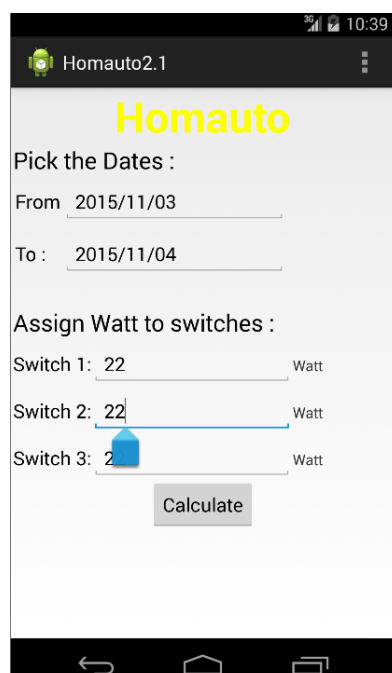 3G 10:39
Homauto2.1
Homauto
Pick the Dates :
From 2015/11/03
To : 2015/11/04
Assign Watt to switches :
Switch 1: 22 Watt
Switch 2: 22 Watt
Switch 3: Watt
Calculate